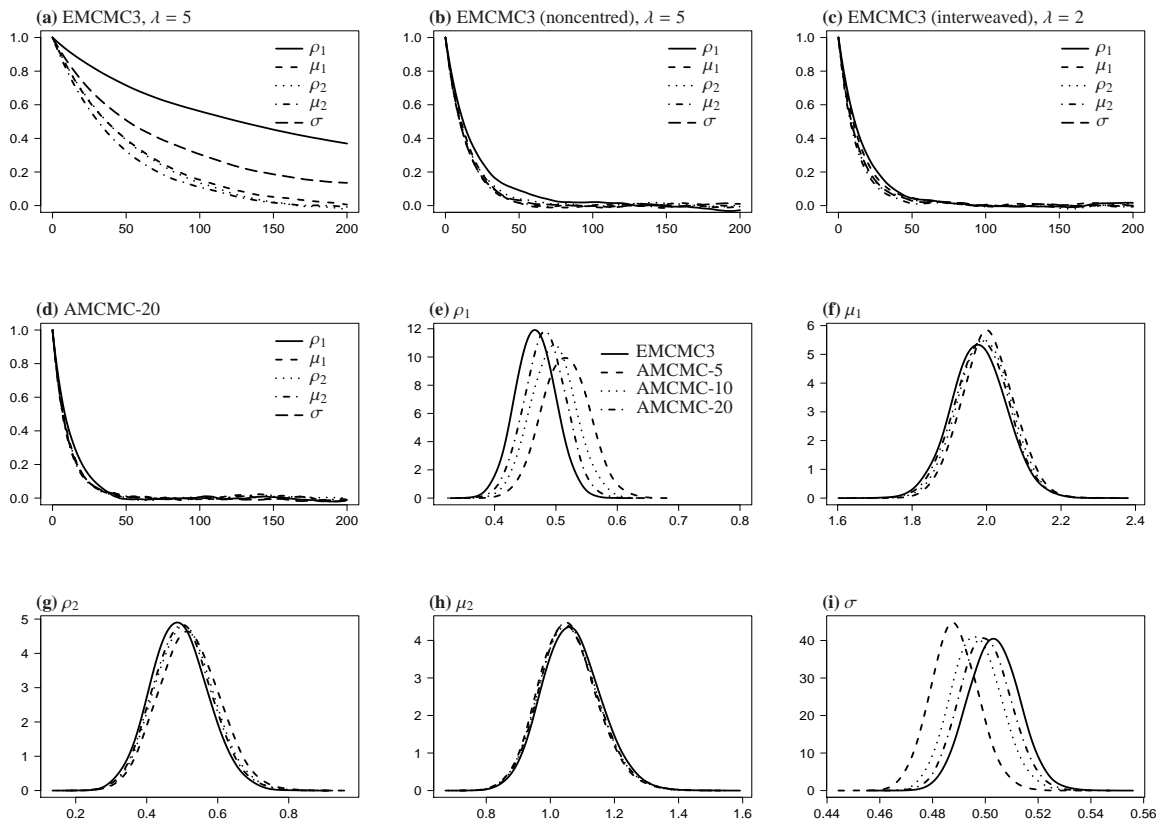 (a) EMCMC3, λ = 5
(b) EMCMC3 (noncentred), λ = 5
(c) EMCMC3 (interweaved), λ = 2
1.0
0.8
0.6
0.4
0.2
0.0
ρ1
μ1
ρ2
μ2
σ
0 50 100 150 200
1.0
0.8
0.6
0.4
0.2
0.0
ρ1
μ1
ρ2
μ2
σ
0 50 100 150 200
1.0
0.8
0.6
0.4
0.2
0.0
ρ1
μ1
ρ2
μ2
σ
0 50 100 150 200
(d) AMCMC-20
1.0
0.8
0.6
0.4
0.2
0.0
ρ1
μ1
ρ2
μ2
σ
0 50 100 150 200
(e) ρ1
12
10
8
6
4
2
0
EMCMC3
AMCMC-5
AMCMC-10
AMCMC-20
0.4 0.5 0.6 0.7 0.8
(f) μ1
6
5
4
3
2
1
0
1.6 1.8 2.0 2.2 2.4
(g) ρ2
5
4
3
2
1
0
0.2 0.4 0.6 0.8
(h) μ2
4
3
2
1
0
0.8 1.0 1.2 1.4 1.6
(i) σ
40
30
20
10
0
0.44 0.46 0.48 0.50 0.52 0.54 0.56